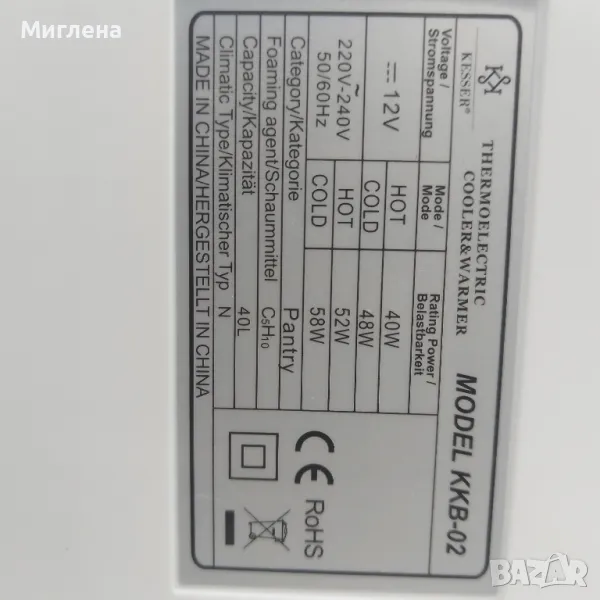 Миглена
KK
KESSER®
THERMOELECTRIC
COOLER&WARMER
MODEL KKB-02
Voltage /
Stromspannung
Mode /
Mode
Rating Power /
Belastbarkeit
⎓ 12V
HOT
40W
COLD
48W
220V~240V
50/60Hz
HOT
52W
COLD
58W
Category/Kategorie
Pantry
Foaming agent/Schaummittel
C5H10
Capacity/Kapazität
40L
Climatic Type/Klimatischer Typ
N
MADE IN CHINA/HERGESTELLT IN CHINA
CE
RoHS
BAZAR